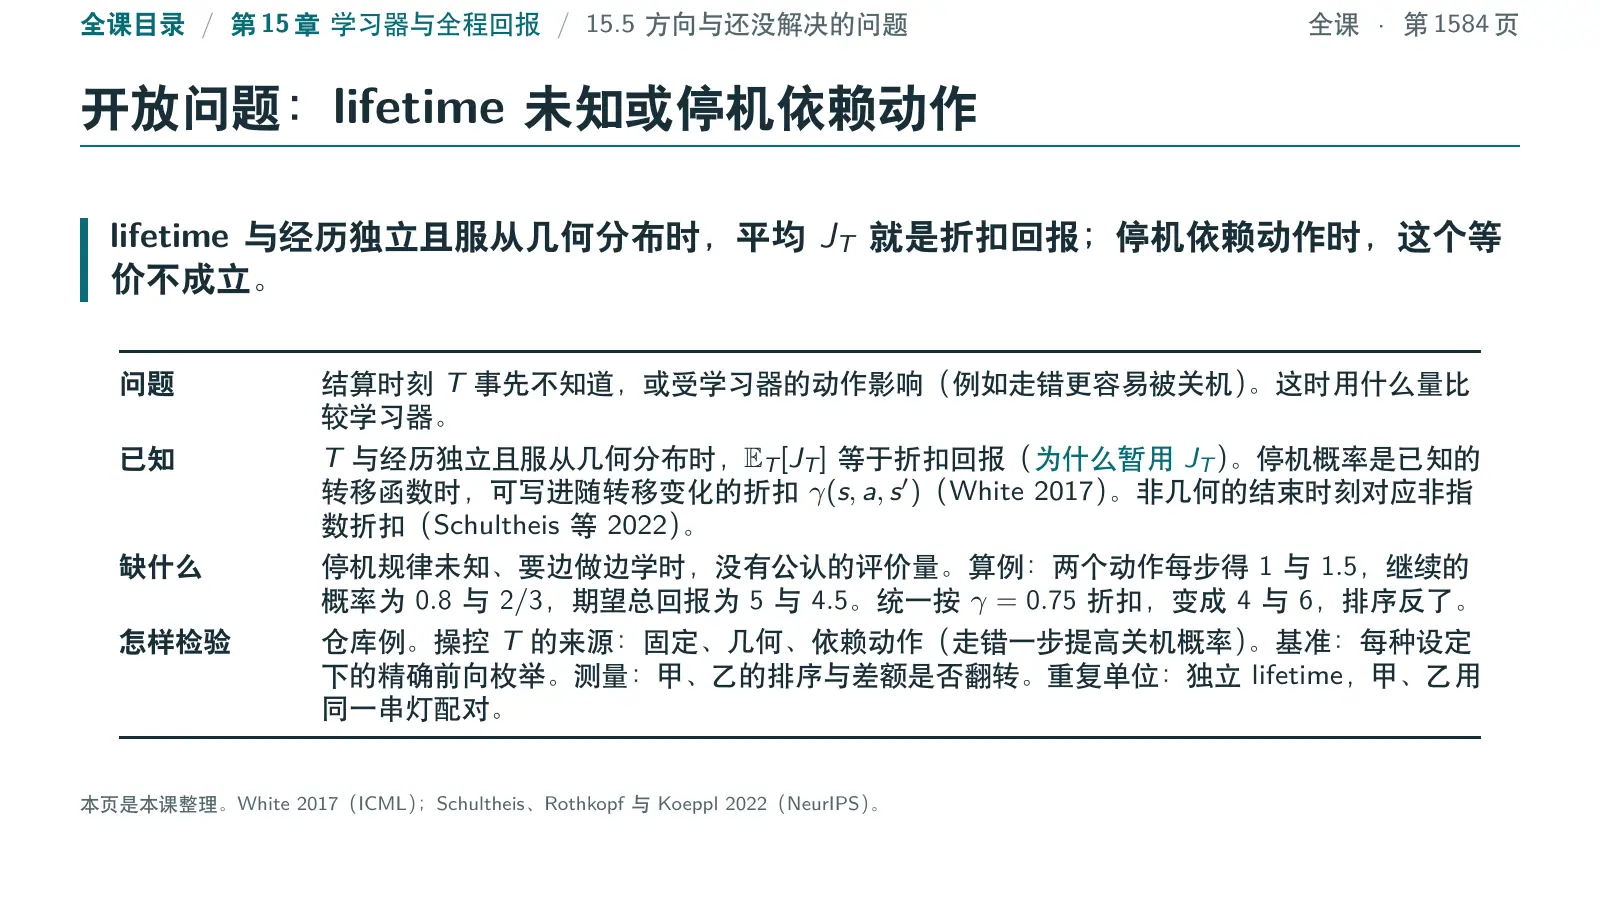 全课目录 / 第 15 章 学习器与全程回报 / 15.5 方向与还没解决的问题
全课 · 第 1584 页
开放问题：lifetime 未知或停机依赖动作
lifetime 与经历独立且服从几何分布时，平均 J_T 就是折扣回报；停机依赖动作时，这个等
价不成立。
问题
结算时刻 T 事先不知道，或受学习器的动作影响（例如走错更容易被关机）。这时用什么量比
较学习器。
已知
T 与经历独立且服从几何分布时，𝔼_T[J_T] 等于折扣回报（为什么暂用 J_T）。停机概率是已知的
转移函数时，可写进随转移变化的折扣 γ(s, a, s′)（White 2017）。非几何的结束时刻对应非指
数折扣（Schultheis 等 2022）。
缺什么
停机规律未知、要边做边学时，没有公认的评价量。算例：两个动作每步得 1 与 1.5，继续的
概率为 0.8 与 2/3，期望总回报为 5 与 4.5。统一按 γ = 0.75 折扣，变成 4 与 6，排序反了。
怎样检验
仓库例。操控 T 的来源：固定、几何、依赖动作（走错一步提高关机概率）。基准：每种设定
下的精确前向枚举。测量：甲、乙的排序与差额是否翻转。重复单位：独立 lifetime，甲、乙用
同一串灯配对。
本页是本课整理。White 2017（ICML）；Schultheis、Rothkopf 与 Koeppl 2022（NeurIPS）。